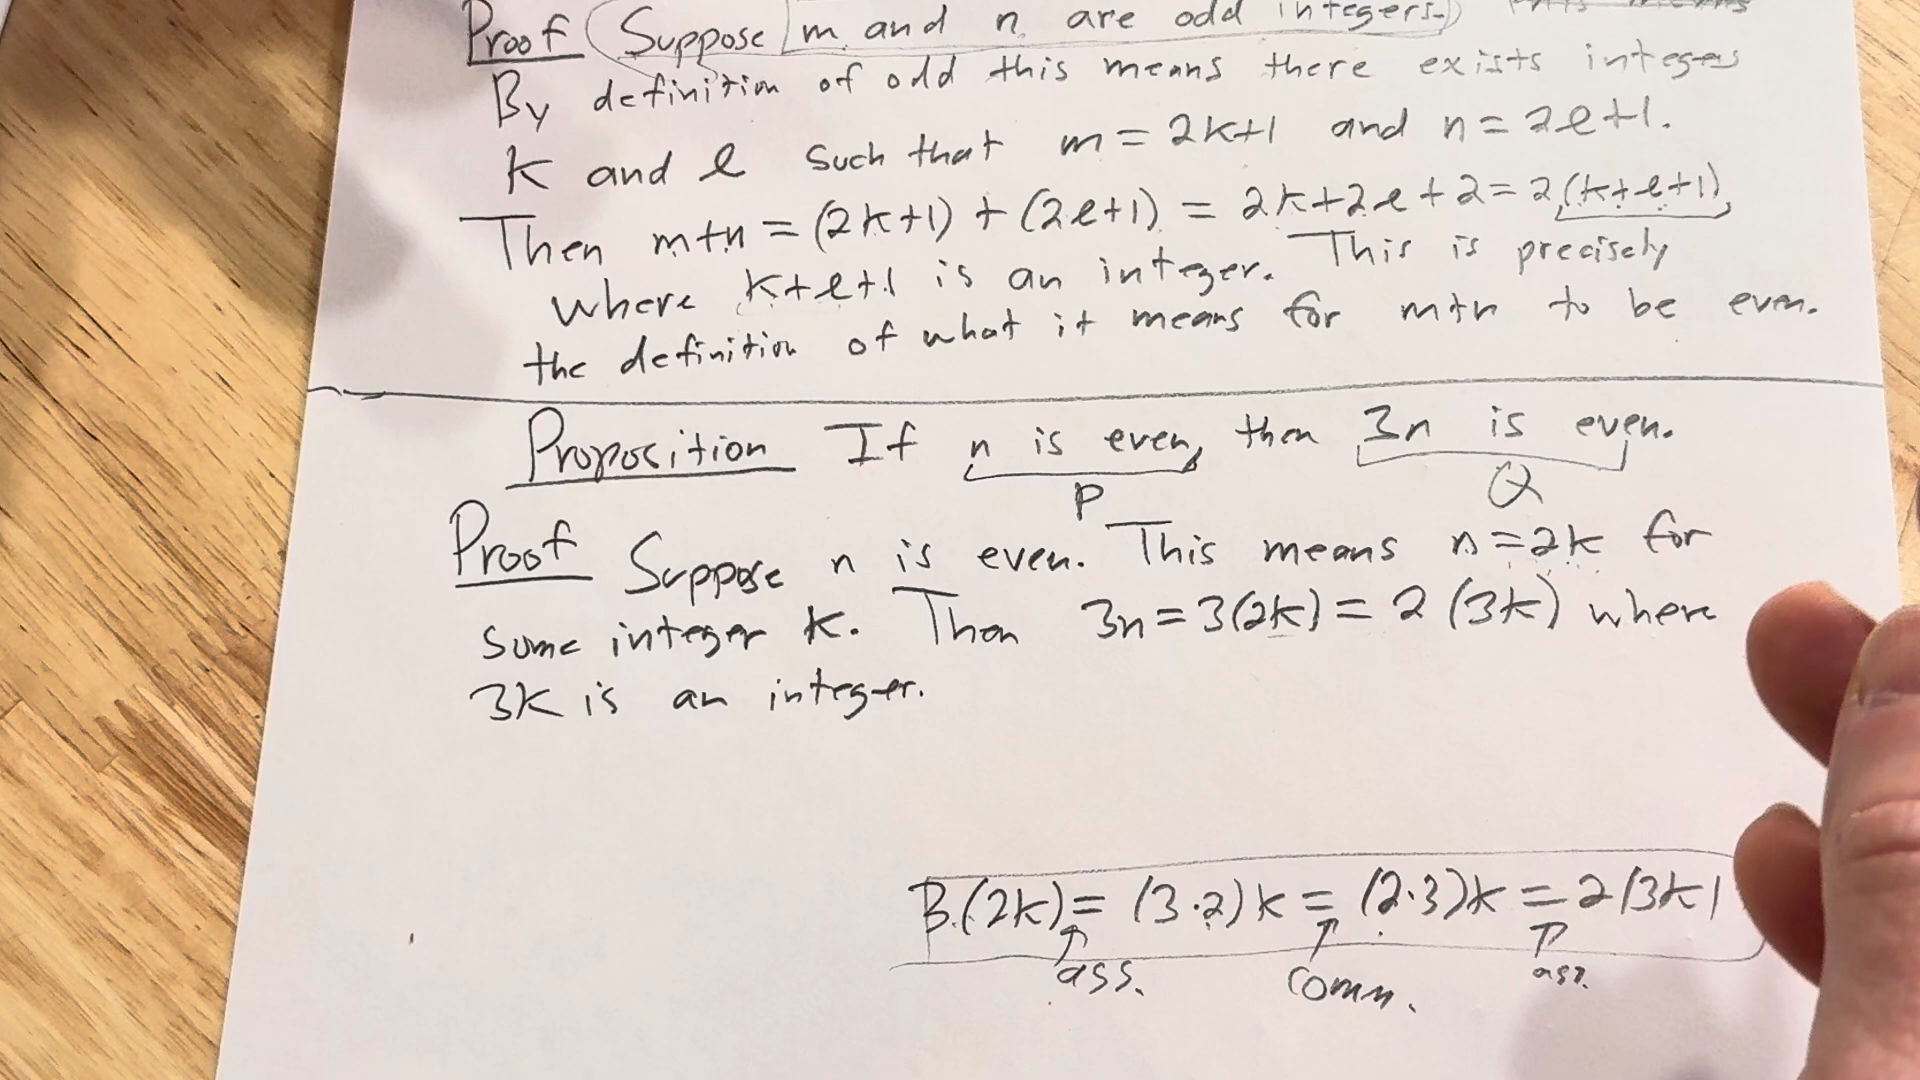 Proof Suppose m and n are odd integers.
By definition of odd this means there exists integers
K and l such that m = 2k+1 and n = 2l+1.
Then m+n = (2k+1) + (2l+1) = 2k+2l+2 = 2(k+l+1)
where k+l+1 is an integer. This is precisely
the definition of what it means for m+n to be even.
Proposition If n is even, then 3n is even.
P Q
Proof Suppose n is even. This means n=2k for
some integer k. Then 3n = 3(2k) = 2(3k) where
3k is an integer.
3·(2k) = (3·2)k = (2·3)k = 2(3k)
ass. comm. ass.